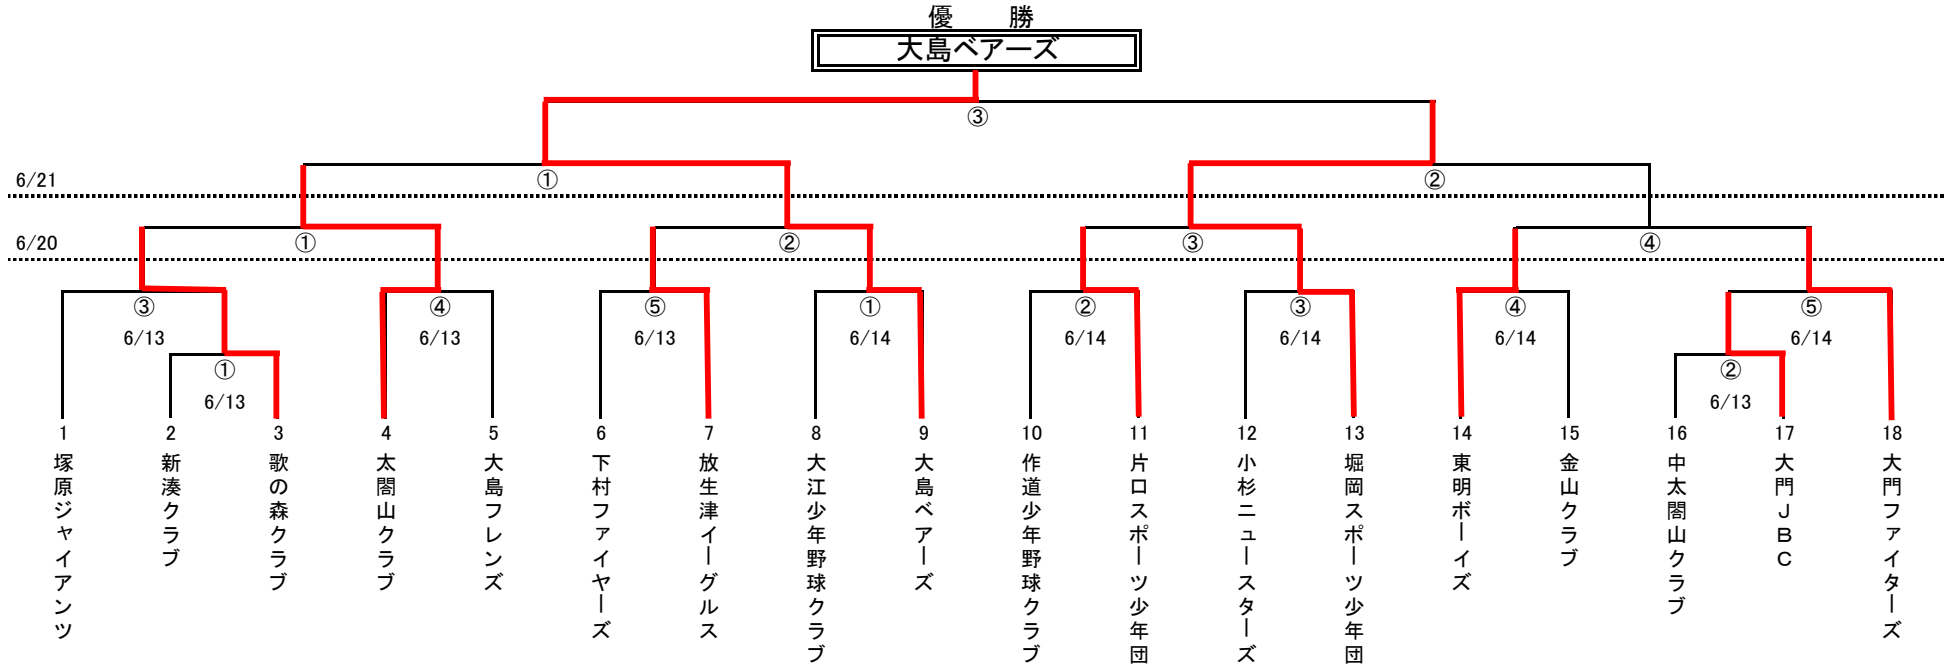 優　勝
大島ベアーズ
③
① ②
6/21
① ② ③ ④
6/20
③ ④ ⑤ ① ② ③ ④ ⑤
6/13 6/13 6/13 6/14 6/14 6/14 6/14 6/14
① ②
6/13 6/13
1 2 3 4 5 6 7 8 9 10 11 12 13 14 15 16 17 18
塚原ジャイアンツ
新湊クラブ
歌の森クラブ
太閤山クラブ
大島フレンズ
下村ファイヤーズ
放生津イーグルス
大江少年野球クラブ
大島ベアーズ
作道少年野球クラブ
片口スポーツ少年団
小杉ニュースターズ
堀岡スポーツ少年団
東明ボーイズ
金山クラブ
中太閤山クラブ
大門ＪＢＣ
大門ファイターズ